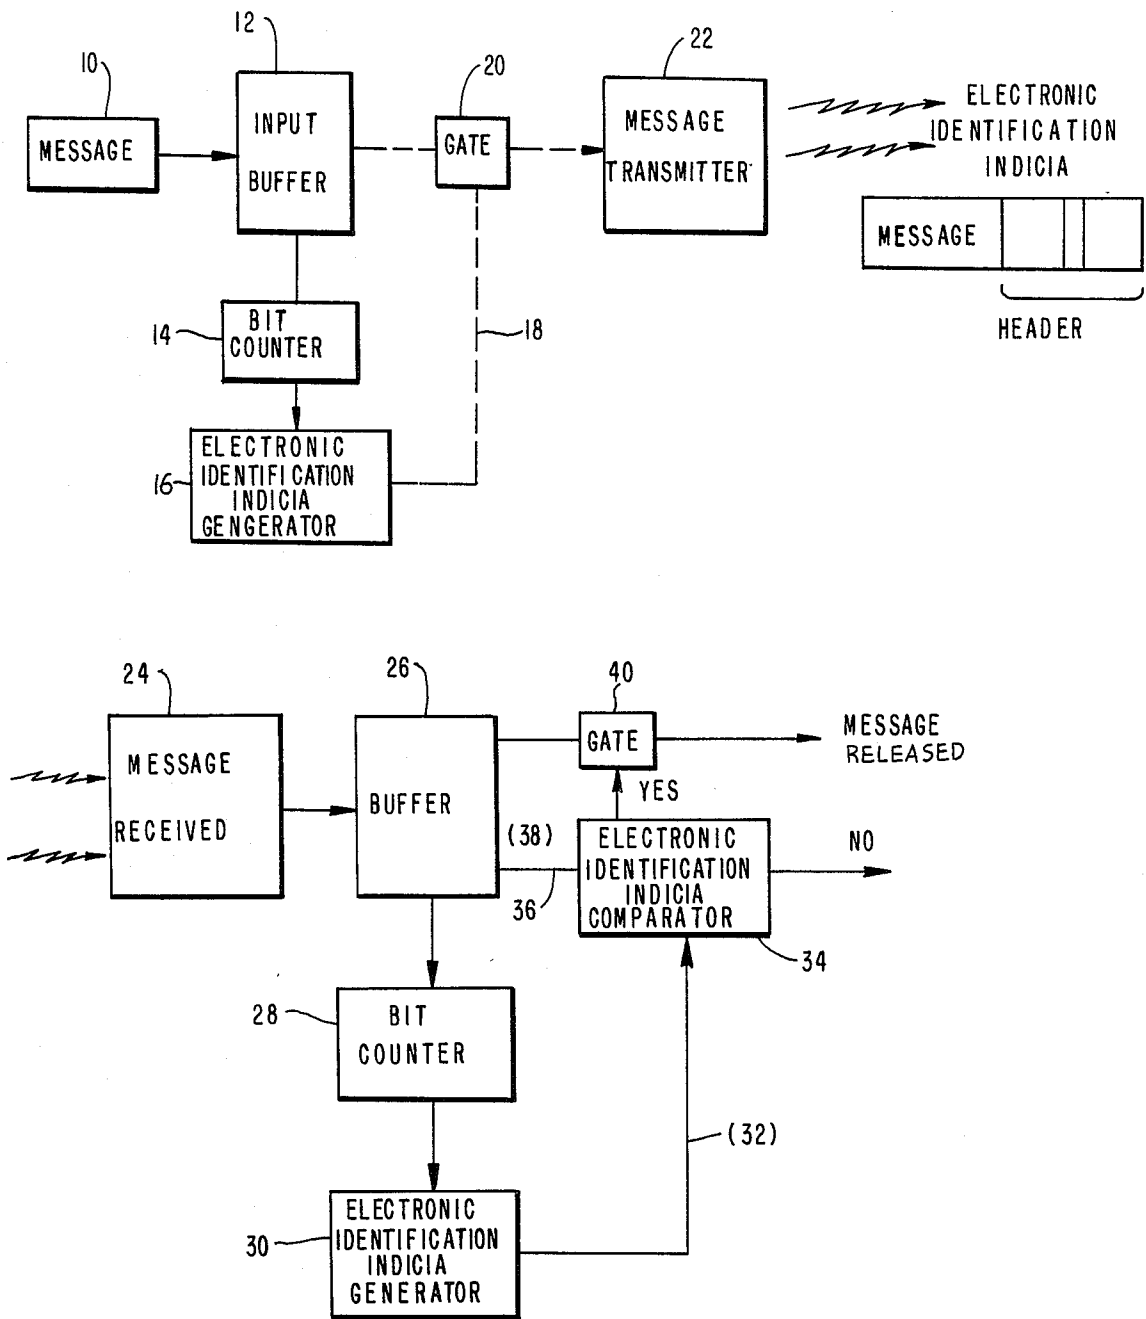 12
22
10
20
MESSAGE
INPUT
BUFFER
GATE
MESSAGE
TRANSMITTER
ELECTRONIC
IDENTIFICATION
INDICIA
MESSAGE
HEADER
14
BIT
COUNTER
18
16
ELECTRONIC
IDENTIFICATION
INDICIA
GENGERATOR
24
26
40
MESSAGE
RECEIVED
BUFFER
GATE
MESSAGE
RELEASED
YES
(38)
36
ELECTRONIC
IDENTIFICATION
INDICIA
COMPARATOR
NO
34
28
BIT
COUNTER
(32)
30
ELECTRONIC
IDENTIFICATION
INDICIA
GENERATOR